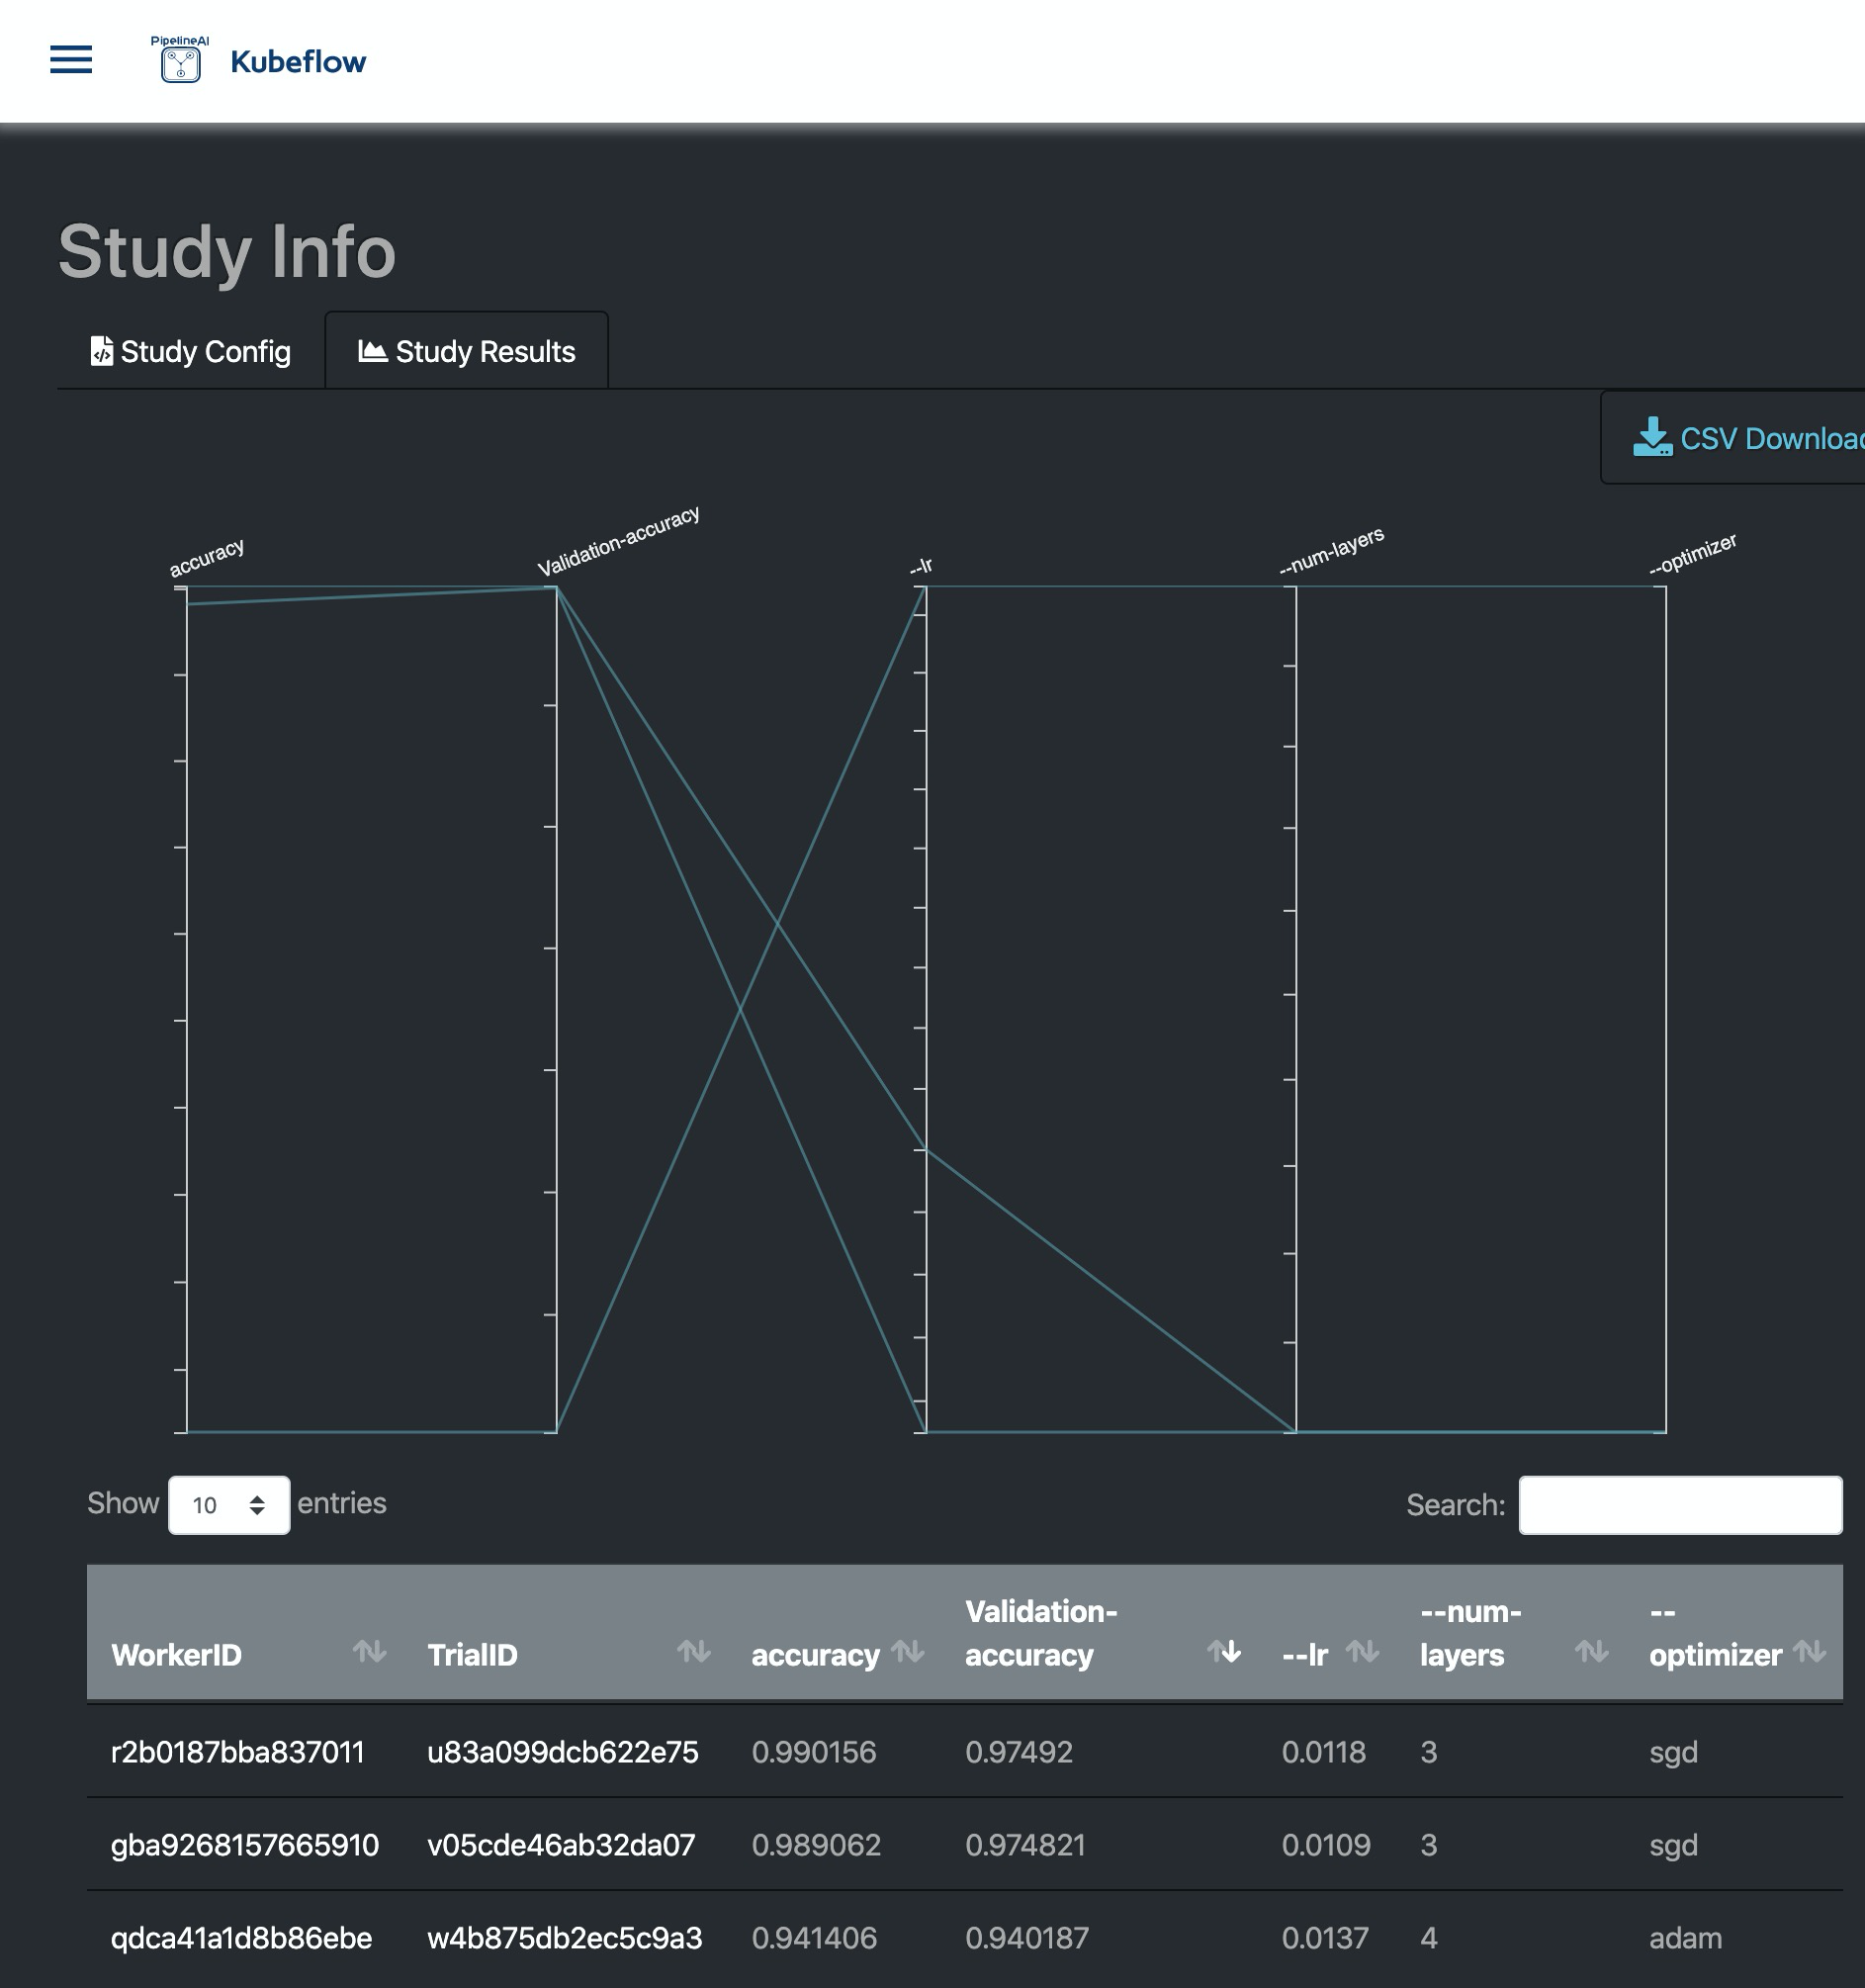 PipelineAI
Kubeflow
Study Info
Study Config
Study Results
CSV Download
accuracy
Validation-accuracy
--lr
--num-layers
--optimizer
Show 10 entries
Search:
WorkerID
TrialID
accuracy
Validation-
accuracy
--lr
--num-
layers
--
optimizer
r2b0187bba837011 u83a099dcb622e75 0.990156 0.97492 0.0118 3 sgd
gba9268157665910 v05cde46ab32da07 0.989062 0.974821 0.0109 3 sgd
qdca41a1d8b86ebe w4b875db2ec5c9a3 0.941406 0.940187 0.0137 4 adam